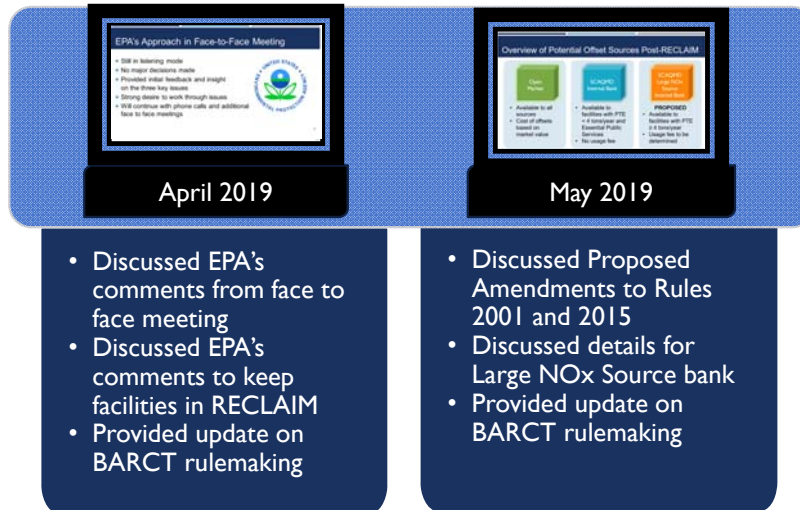 EPA's Approach in Face-to-Face Meeting
• Still in listening mode
• No major decisions made
• Provided initial feedback and insight
on the three key issues
• Strong desire to work through issues
• Will continue with phone calls and additional
face to face meetings
UNITED STATES
Overview of Potential Offset Sources Post-RECLAIM
Open
Market
SCAQMD
Internal Bank
SCAQMD
Large NOx
Source
Internal Bank
• Available to all
sources
• Cost of offsets
based on
market value
• Available to
facilities with PTE
< 4 tons/year and
Essential Public
Services
• No usage fee
PROPOSED
• Available to
facilities with PTE
≥ 4 tons/year
• Usage fee to be
determined
April 2019
• Discussed EPA's
comments from face to
face meeting
• Discussed EPA's
comments to keep
facilities in RECLAIM
• Provided update on
BARCT rulemaking
May 2019
• Discussed Proposed
Amendments to Rules
2001 and 2015
• Discussed details for
Large NOx Source bank
• Provided update on
BARCT rulemaking